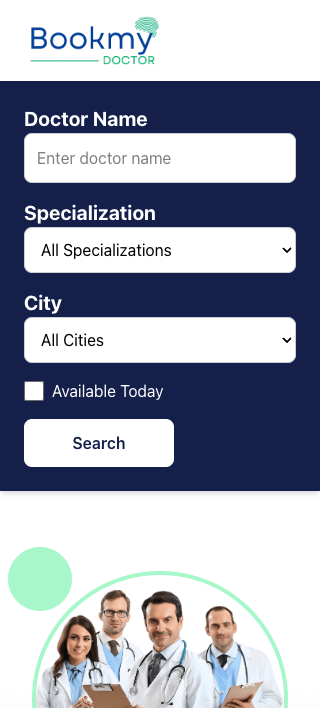 Bookmy
DOCTOR
Doctor Name
Enter doctor name
Specialization
All Specializations
City
All Cities
Available Today
Search